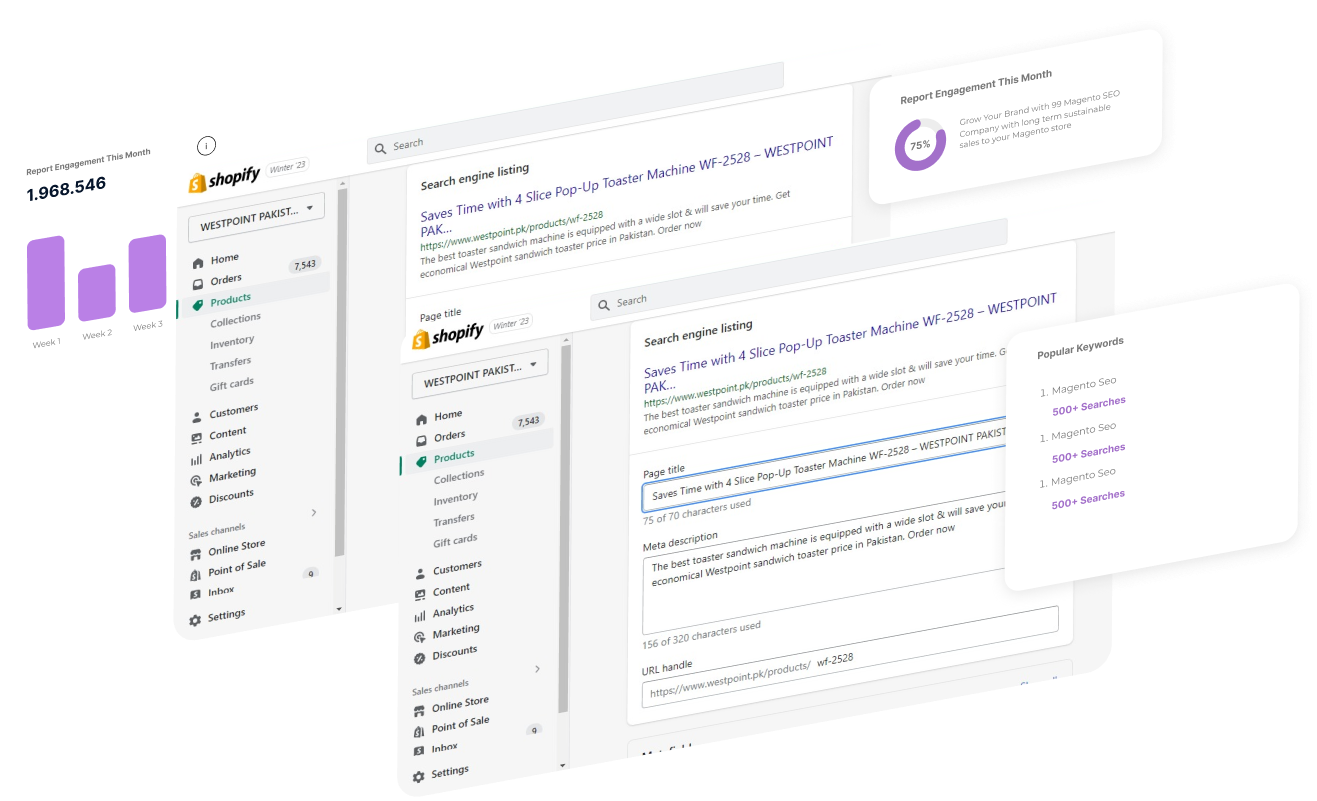 Report Engagement This Month
1.968.546
Week 1
Week 2
Week 3
i
shopify
Winter '23
Search
WESTPOINT PAKIST...
Home
Orders
7,543
Products
Collections
Inventory
Transfers
Gift cards
Customers
Content
Analytics
Marketing
Discounts
Sales channels
Online Store
Point of Sale
Inbox
9
Settings
Search engine listing
Saves Time with 4 Slice Pop-Up Toaster Machine WF-2528 – WESTPOINT
PAK...
https://www.westpoint.pk/products/wf-2528
The best toaster sandwich machine is equipped with a wide slot & will save your time. Get
economical Westpoint sandwich toaster price in Pakistan. Order now
Page title
Report Engagement This Month
75%
Grow Your Brand with 99 Magento SEO
Company with long term sustainable
sales to your Magento store
shopify
Winter '23
Search
WESTPOINT PAKIST...
Home
Orders
7,543
Products
Collections
Inventory
Transfers
Gift cards
Customers
Content
Analytics
Marketing
Discounts
Sales channels
Online Store
Point of Sale
Inbox
9
Settings
Search engine listing
Saves Time with 4 Slice Pop-Up Toaster Machine WF-2528 – WESTPOINT
PAK...
https://www.westpoint.pk/products/wf-2528
The best toaster sandwich machine is equipped with a wide slot & will save your time. G
economical Westpoint sandwich toaster price in Pakistan. Order now
Page title
Saves Time with 4 Slice Pop-Up Toaster Machine WF-2528 – WESTPOINT PAKIST
75 of 70 characters used
Meta description
The best toaster sandwich machine is equipped with a wide slot & will save your
economical Westpoint sandwich toaster price in Pakistan. Order now
156 of 320 characters used
URL handle
https://www.westpoint.pk/products/ wf-2528
Popular Keywords
1. Magento Seo
500+ Searches
1. Magento Seo
500+ Searches
1. Magento Seo
500+ Searches